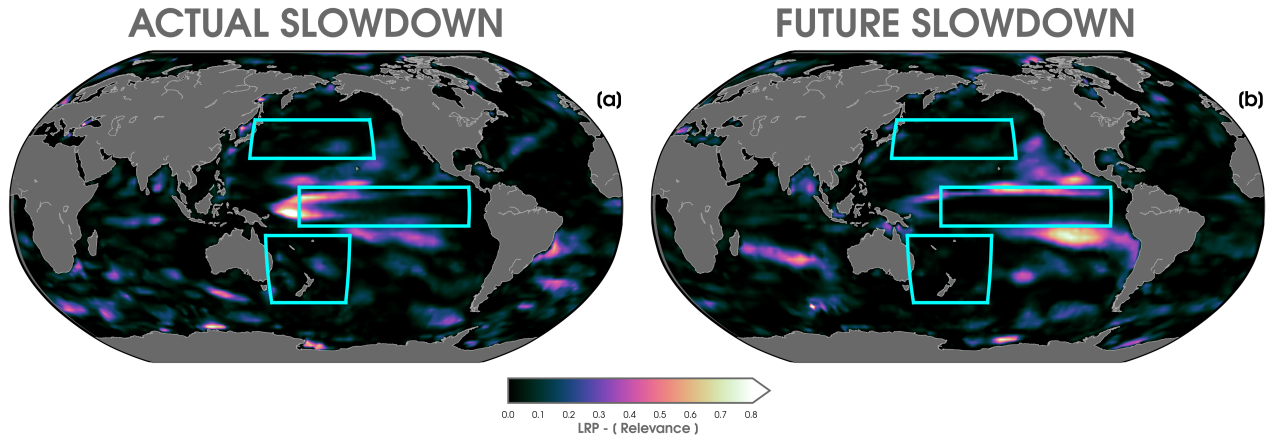 ACTUAL SLOWDOWN
FUTURE SLOWDOWN
(a)
(b)
0.0 0.1 0.2 0.3 0.4 0.5 0.6 0.7 0.8
LRP - ( Relevance )